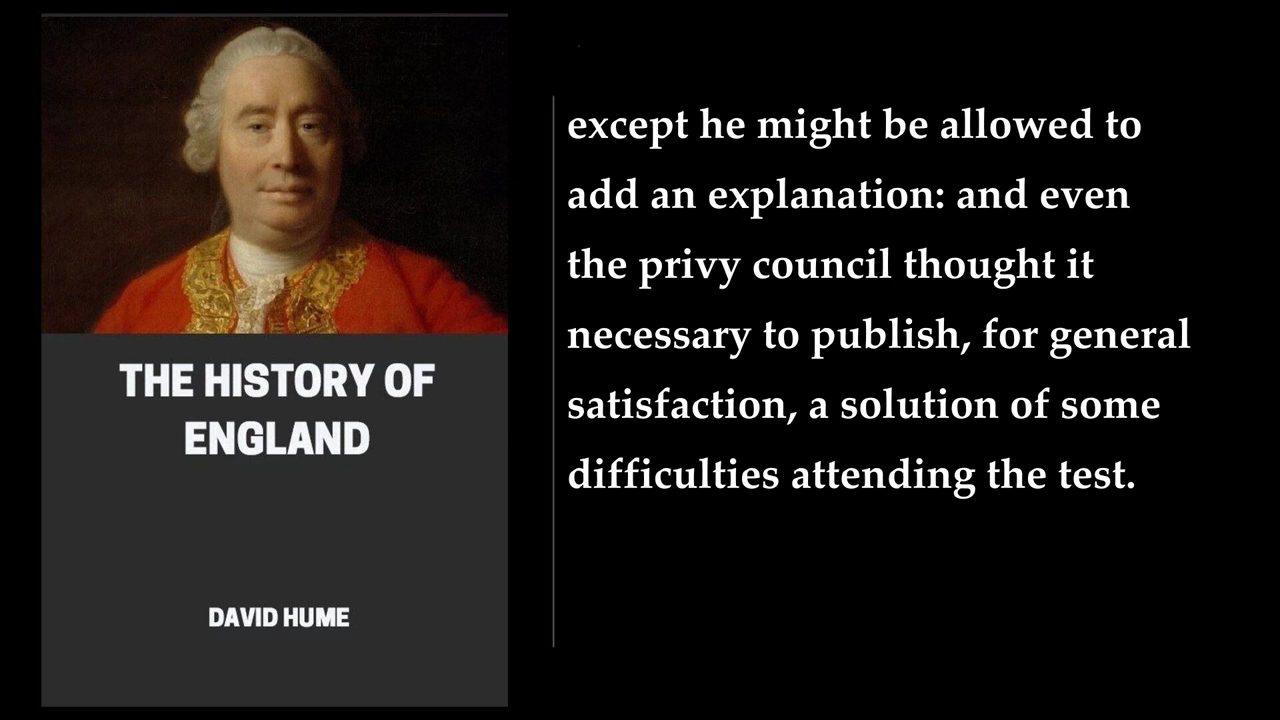 THE HISTORY OF
ENGLAND
DAVID HUME
except he might be allowed to
add an explanation: and even
the privy council thought it
necessary to publish, for general
satisfaction, a solution of some
difficulties attending the test.